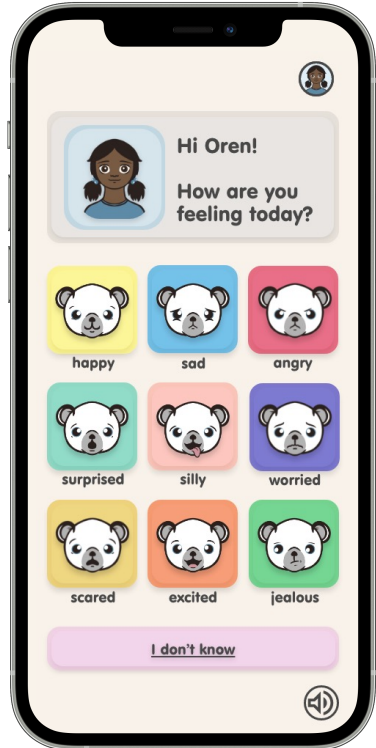 Hi Oren!
How are you
feeling today?
happy
sad
angry
surprised
silly
worried
scared
excited
jealous
I don't know